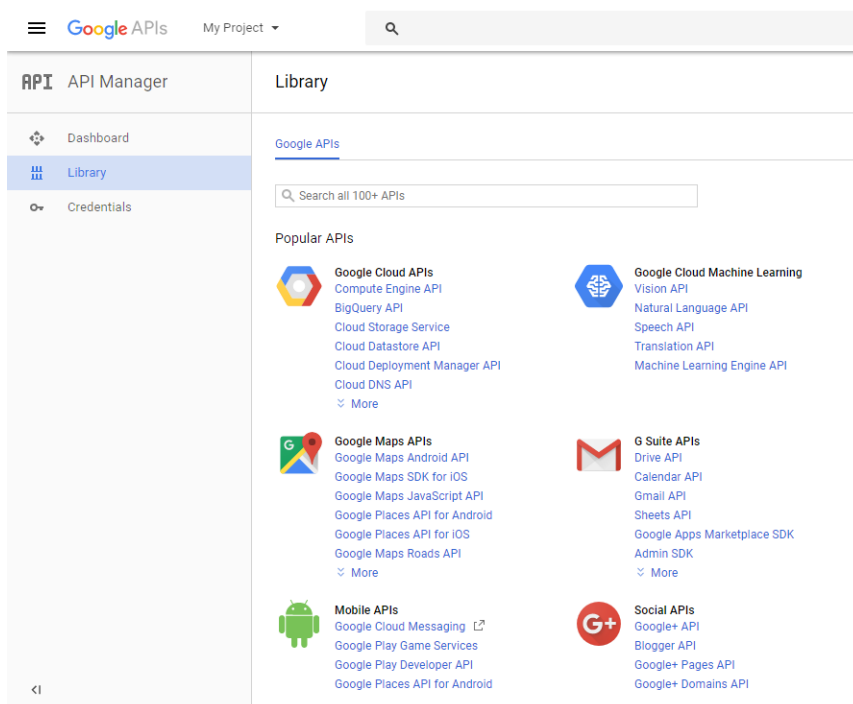 Google APIs My Project
API API Manager
Library
Dashboard
Library
Credentials
Google APIs
Search all 100+ APIs
Popular APIs
Google Cloud APIs
Compute Engine API
BigQuery API
Cloud Storage Service
Cloud Datastore API
Cloud Deployment Manager API
Cloud DNS API
More
Google Cloud Machine Learning
Vision API
Natural Language API
Speech API
Translation API
Machine Learning Engine API
G
Google Maps APIs
Google Maps Android API
Google Maps SDK for iOS
Google Maps JavaScript API
Google Places API for Android
Google Places API for iOS
Google Maps Roads API
More
G Suite APIs
Drive API
Calendar API
Gmail API
Sheets API
Google Apps Marketplace SDK
Admin SDK
More
Mobile APIs
Google Cloud Messaging
Google Play Game Services
Google Play Developer API
Google Places API for Android
G+
Social APIs
Google+ API
Blogger API
Google+ Pages API
Google+ Domains API